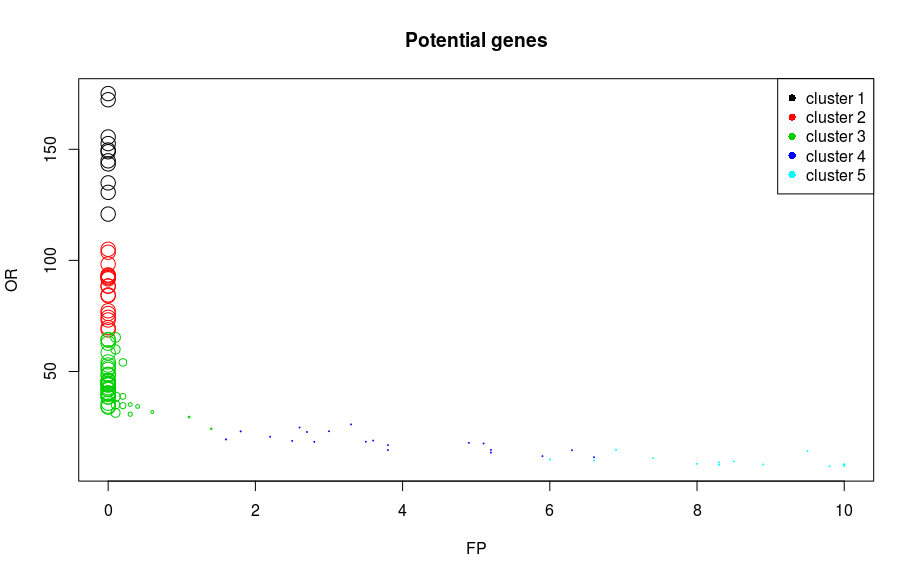 Potential genes
cluster 1
cluster 2
cluster 3
cluster 4
cluster 5
OR
150
100
50
0 2 4 6 8 10
FP